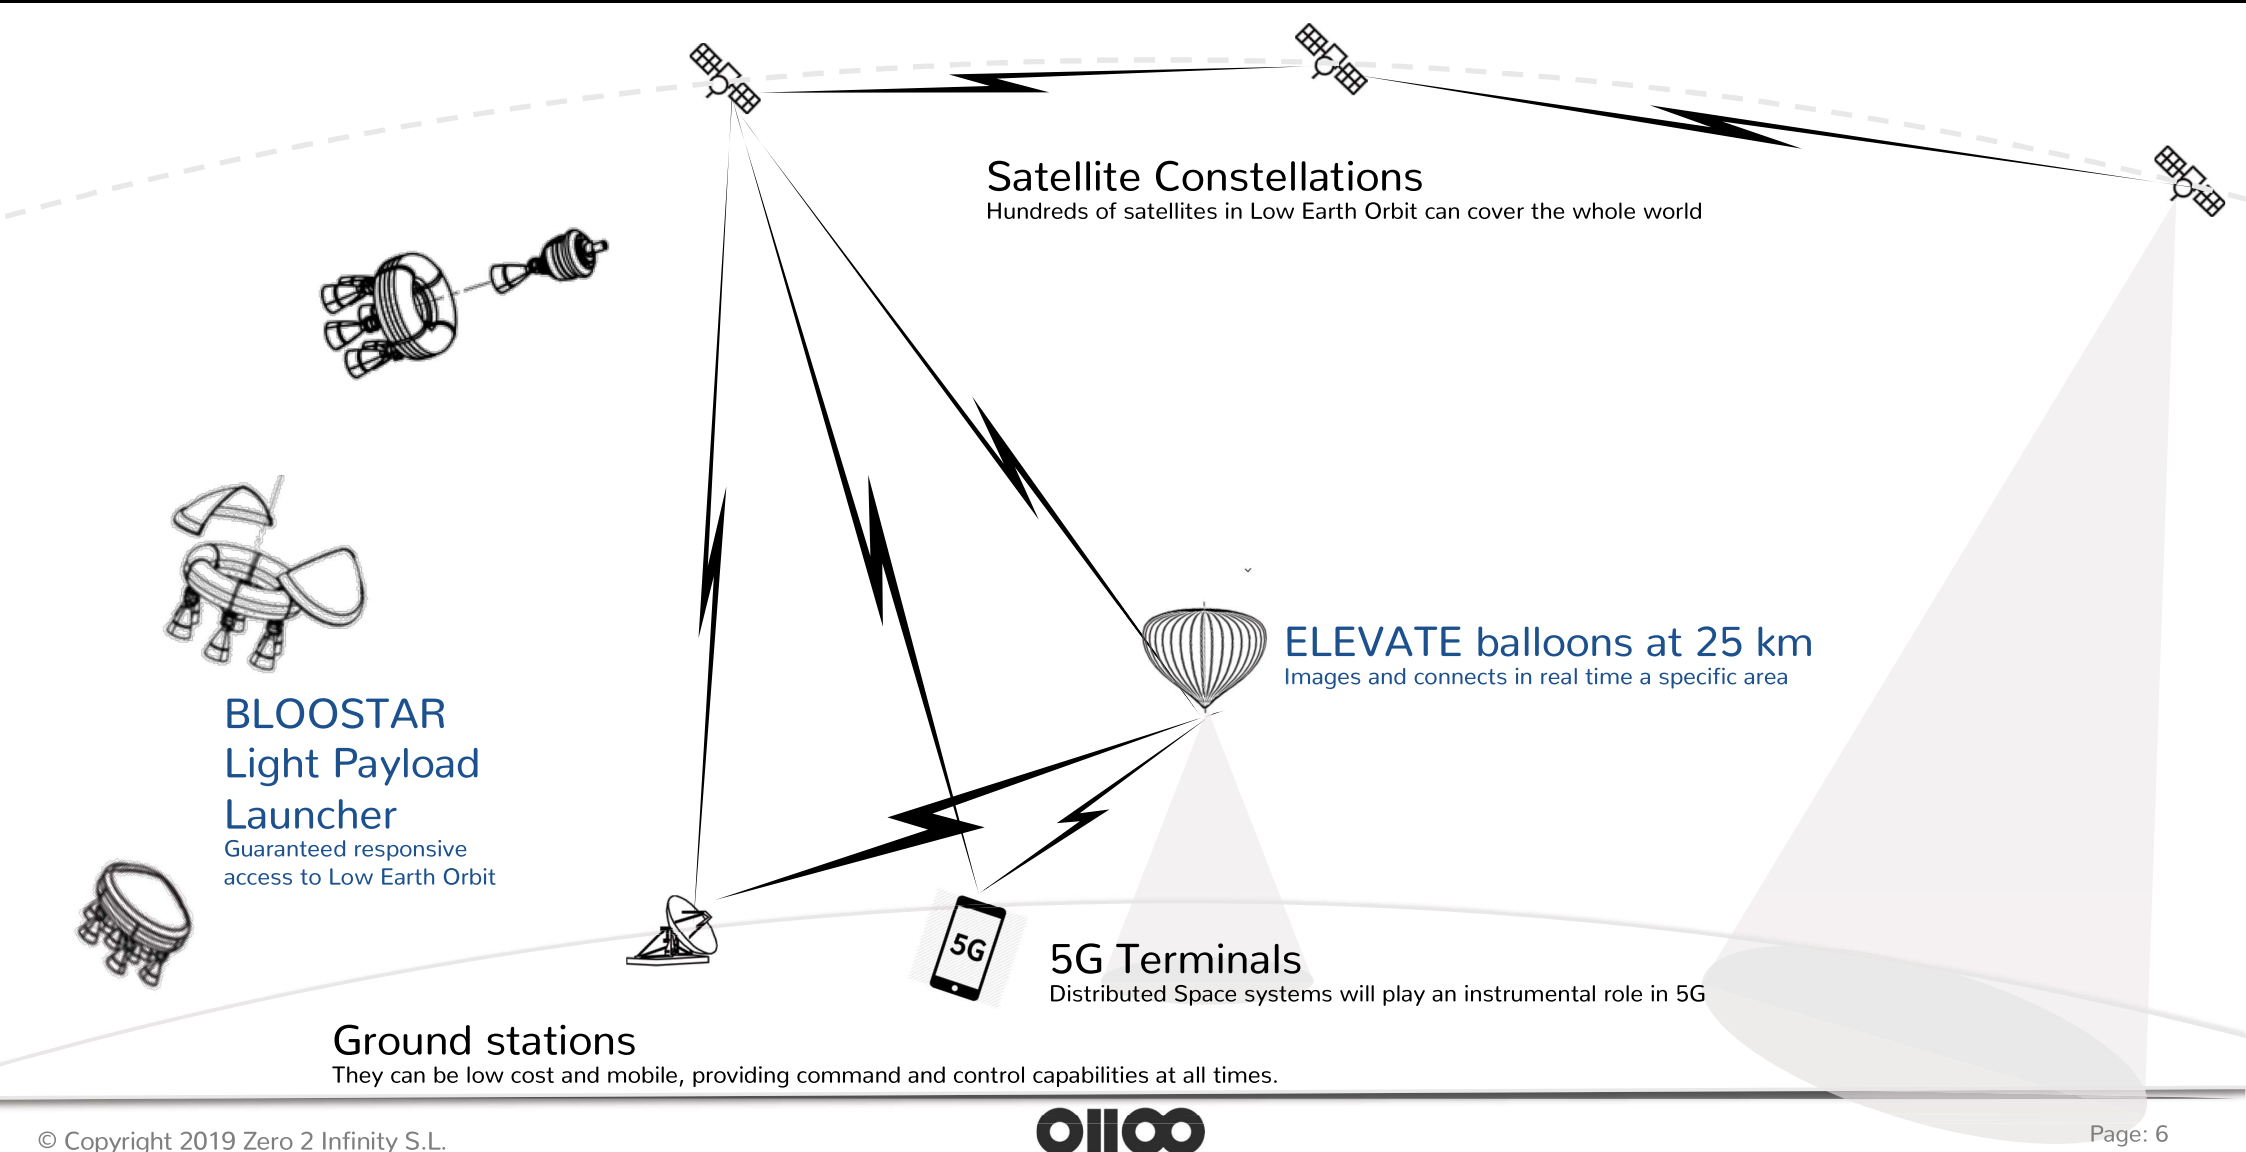 Satellite Constellations
Hundreds of satellites in Low Earth Orbit can cover the whole world
ELEVATE balloons at 25 km
Images and connects in real time a specific area
BLOOSTAR
Light Payload
Launcher
Guaranteed responsive
access to Low Earth Orbit
5G
5G Terminals
Distributed Space systems will play an instrumental role in 5G
Ground stations
They can be low cost and mobile, providing command and control capabilities at all times.
© Copyright 2019 Zero 2 Infinity S.L.
Page: 6